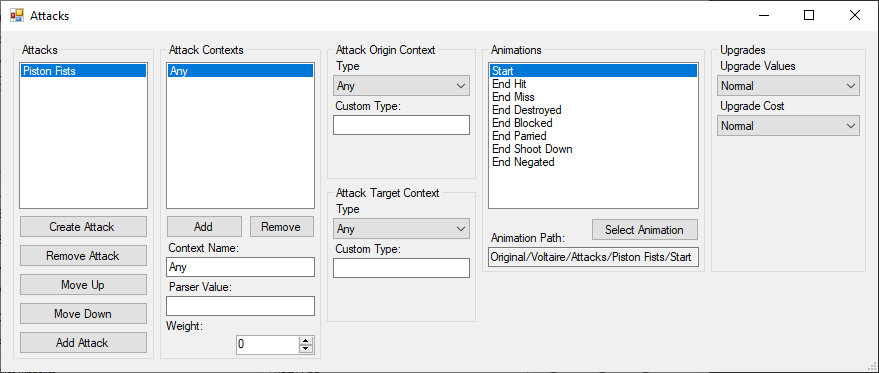 Attacks
Attacks
Piston Fists
Create Attack
Remove Attack
Move Up
Move Down
Add Attack
Attack Contexts
Any
Add
Remove
Context Name:
Any
Parser Value:
Weight:
0
Attack Origin Context
Type
Any
Custom Type:
Attack Target Context
Type
Any
Custom Type:
Animations
Start
End Hit
End Miss
End Destroyed
End Blocked
End Parried
End Shoot Down
End Negated
Select Animation
Animation Path:
Original/Voltaire/Attacks/Piston Fists/Start
Upgrades
Upgrade Values
Normal
Upgrade Cost
Normal